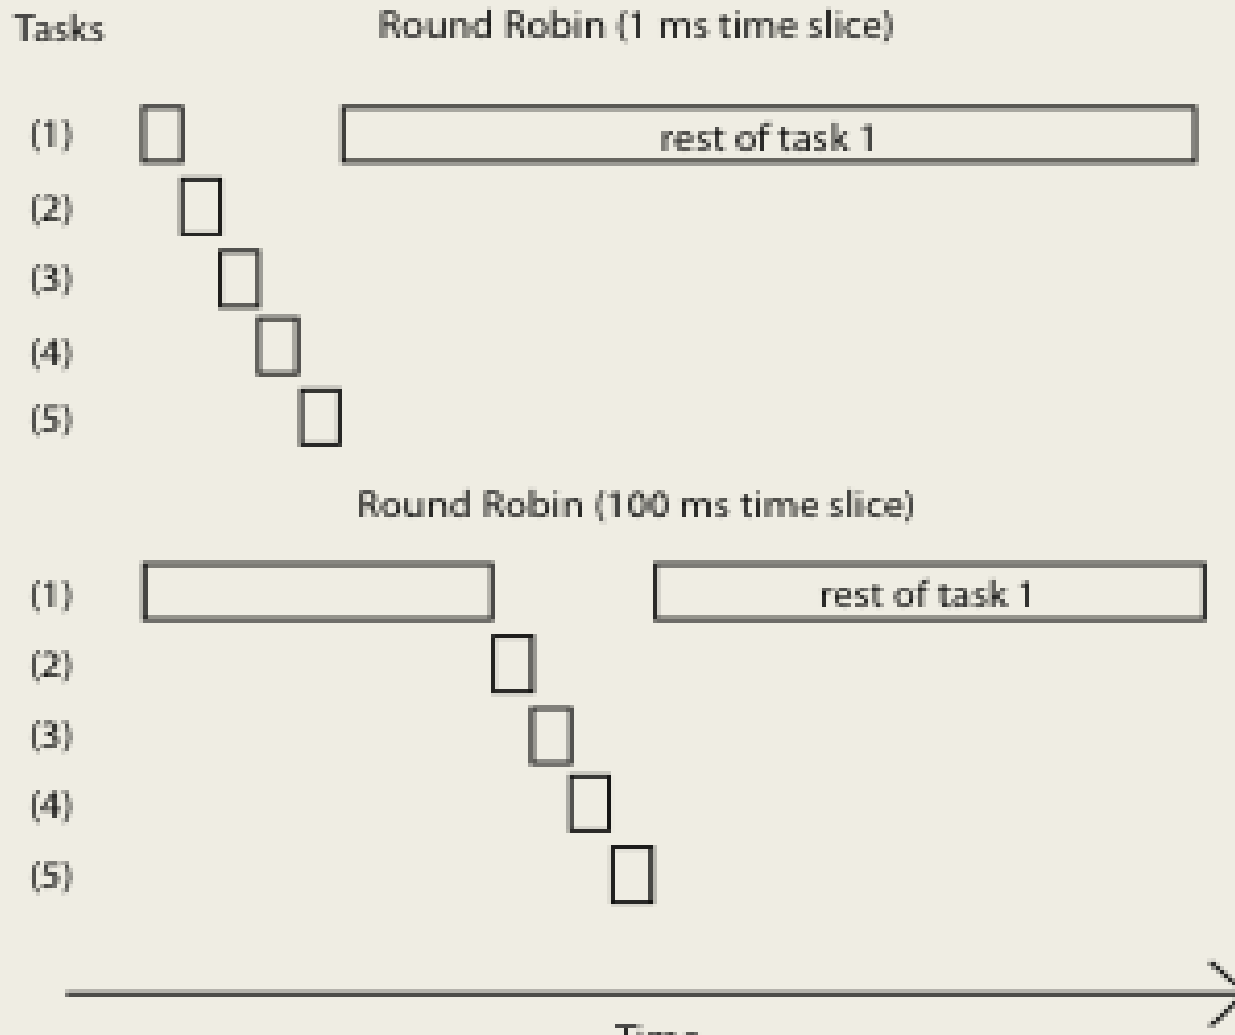 Tasks Round Robin (1 ms time slice)
(1) rest of task 1
(2)
(3)
(4)
(5)
Round Robin (100 ms time slice)
(1) rest of task 1
(2)
(3)
(4)
(5)
Time